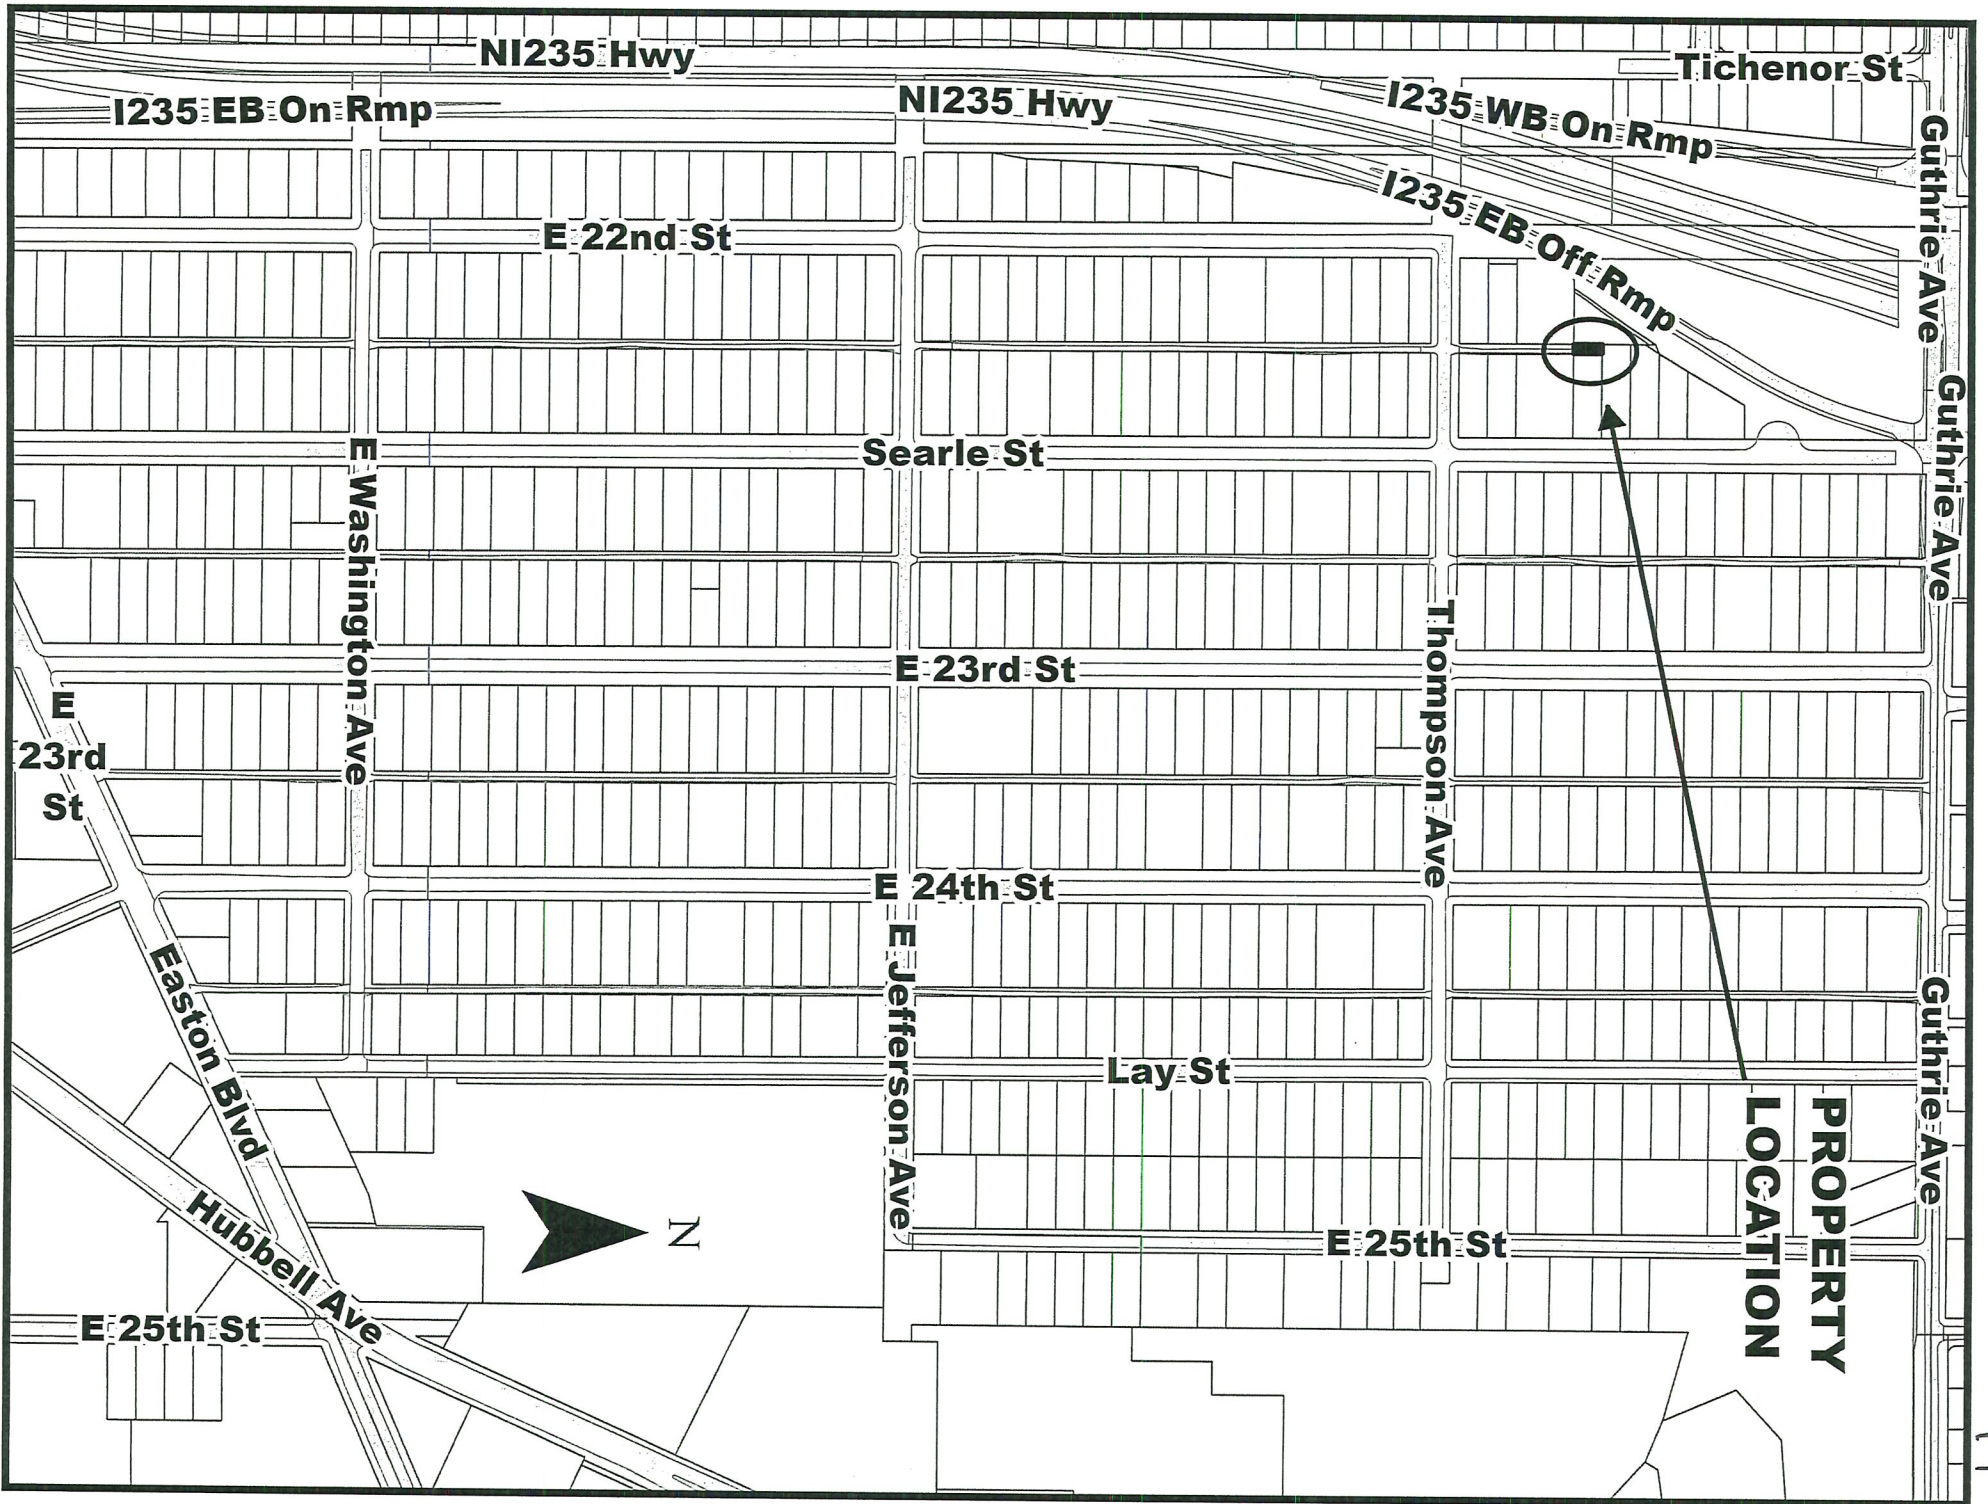 NI235 Hwy
Tichenor St
I235 EB On Rmp
NI235 Hwy
I235 WB On Rmp
Guthrie Ave
I235 EB Off Rmp
E 22nd St
Guthrie Ave
Searle St
E Washington Ave
Thompson Ave
E 23rd St
E
23rd
St
E 24th St
E Jefferson Ave
Easton Blvd
Guthrie Ave
Lay St
PROPERTY
LOCATION
Hubbell Ave
N
E 25th St
E 25th St